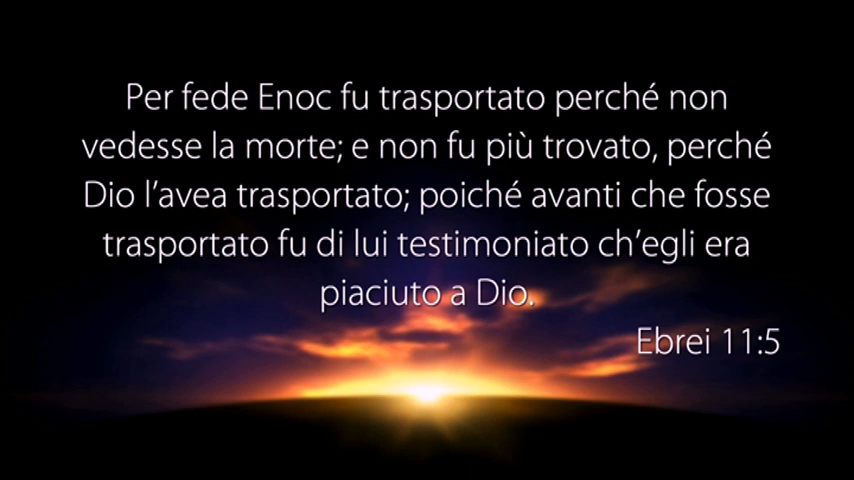 Per fede Enoc fu trasportato perché non
vedesse la morte; e non fu più trovato, perché
Dio l’avea trasportato; poiché avanti che fosse
trasportato fu di lui testimoniato ch’egli era
piaciuto a Dio.
Ebrei 11:5